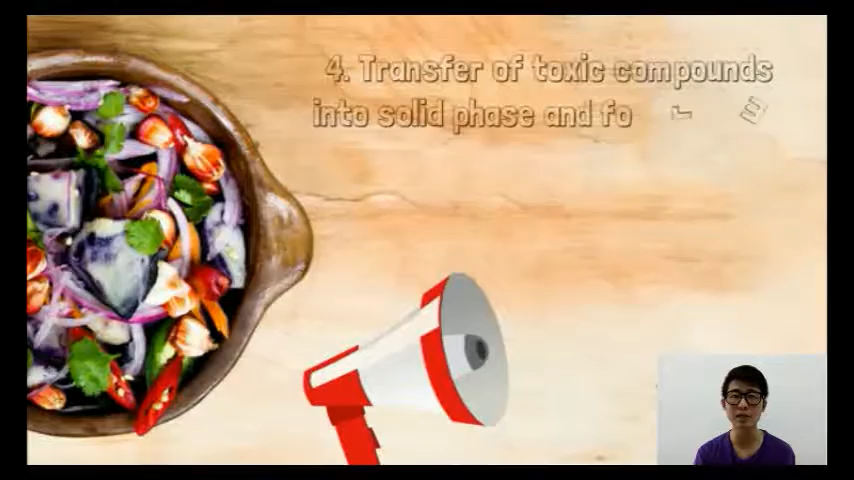 4. Transfer of toxic compounds
into solid phase and fo